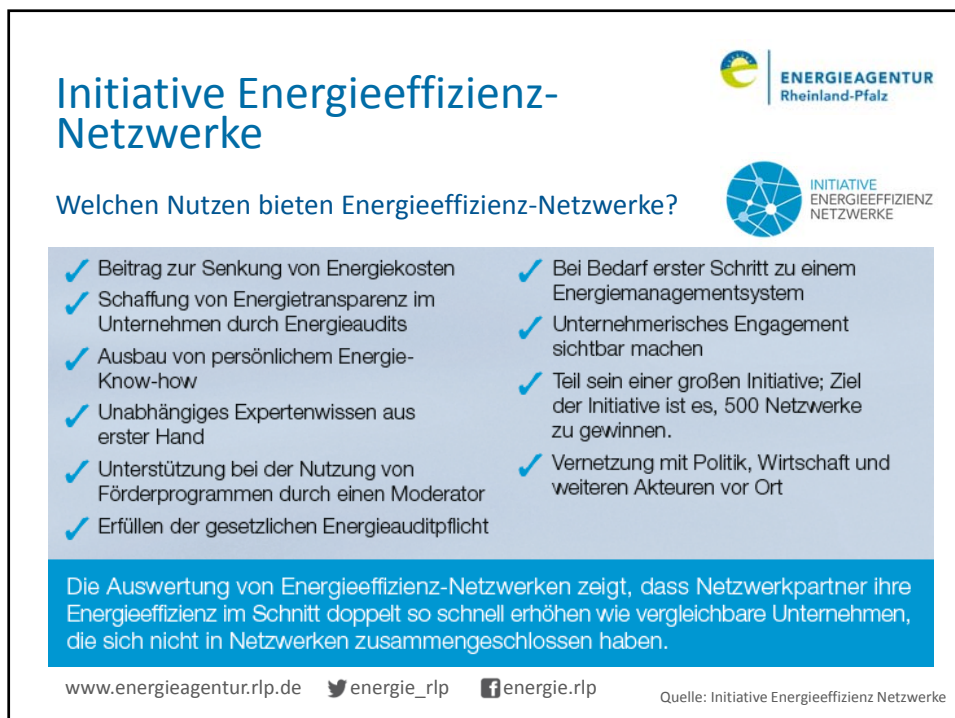 Initiative Energieeffizienz-
Netzwerke
ENERGIEAGENTUR
Rheinland-Pfalz
Welchen Nutzen bieten Energieeffizienz-Netzwerke?
INITIATIVE
ENERGIEEFFIZIENZ
NETZWERKE
Beitrag zur Senkung von Energiekosten
Schaffung von Energietransparenz im
Unternehmen durch Energieaudits
Ausbau von persönlichem Energie-
Know-how
Unabhängiges Expertenwissen aus
erster Hand
Unterstützung bei der Nutzung von
Förderprogrammen durch einen Moderator
Erfüllen der gesetzlichen Energieauditpflicht
Bei Bedarf erster Schritt zu einem
Energiemanagementsystem
Unternehmerisches Engagement
sichtbar machen
Teil sein einer großen Initiative; Ziel
der Initiative ist es, 500 Netzwerke
zu gewinnen.
Vernetzung mit Politik, Wirtschaft und
weiteren Akteuren vor Ort
Die Auswertung von Energieeffizienz-Netzwerken zeigt, dass Netzwerkpartner ihre
Energieeffizienz im Schnitt doppelt so schnell erhöhen wie vergleichbare Unternehmen,
die sich nicht in Netzwerken zusammengeschlossen haben.
www.energieagentur.rlp.de energie_rlp energie.rlp
Quelle: Initiative Energieeffizienz Netzwerke